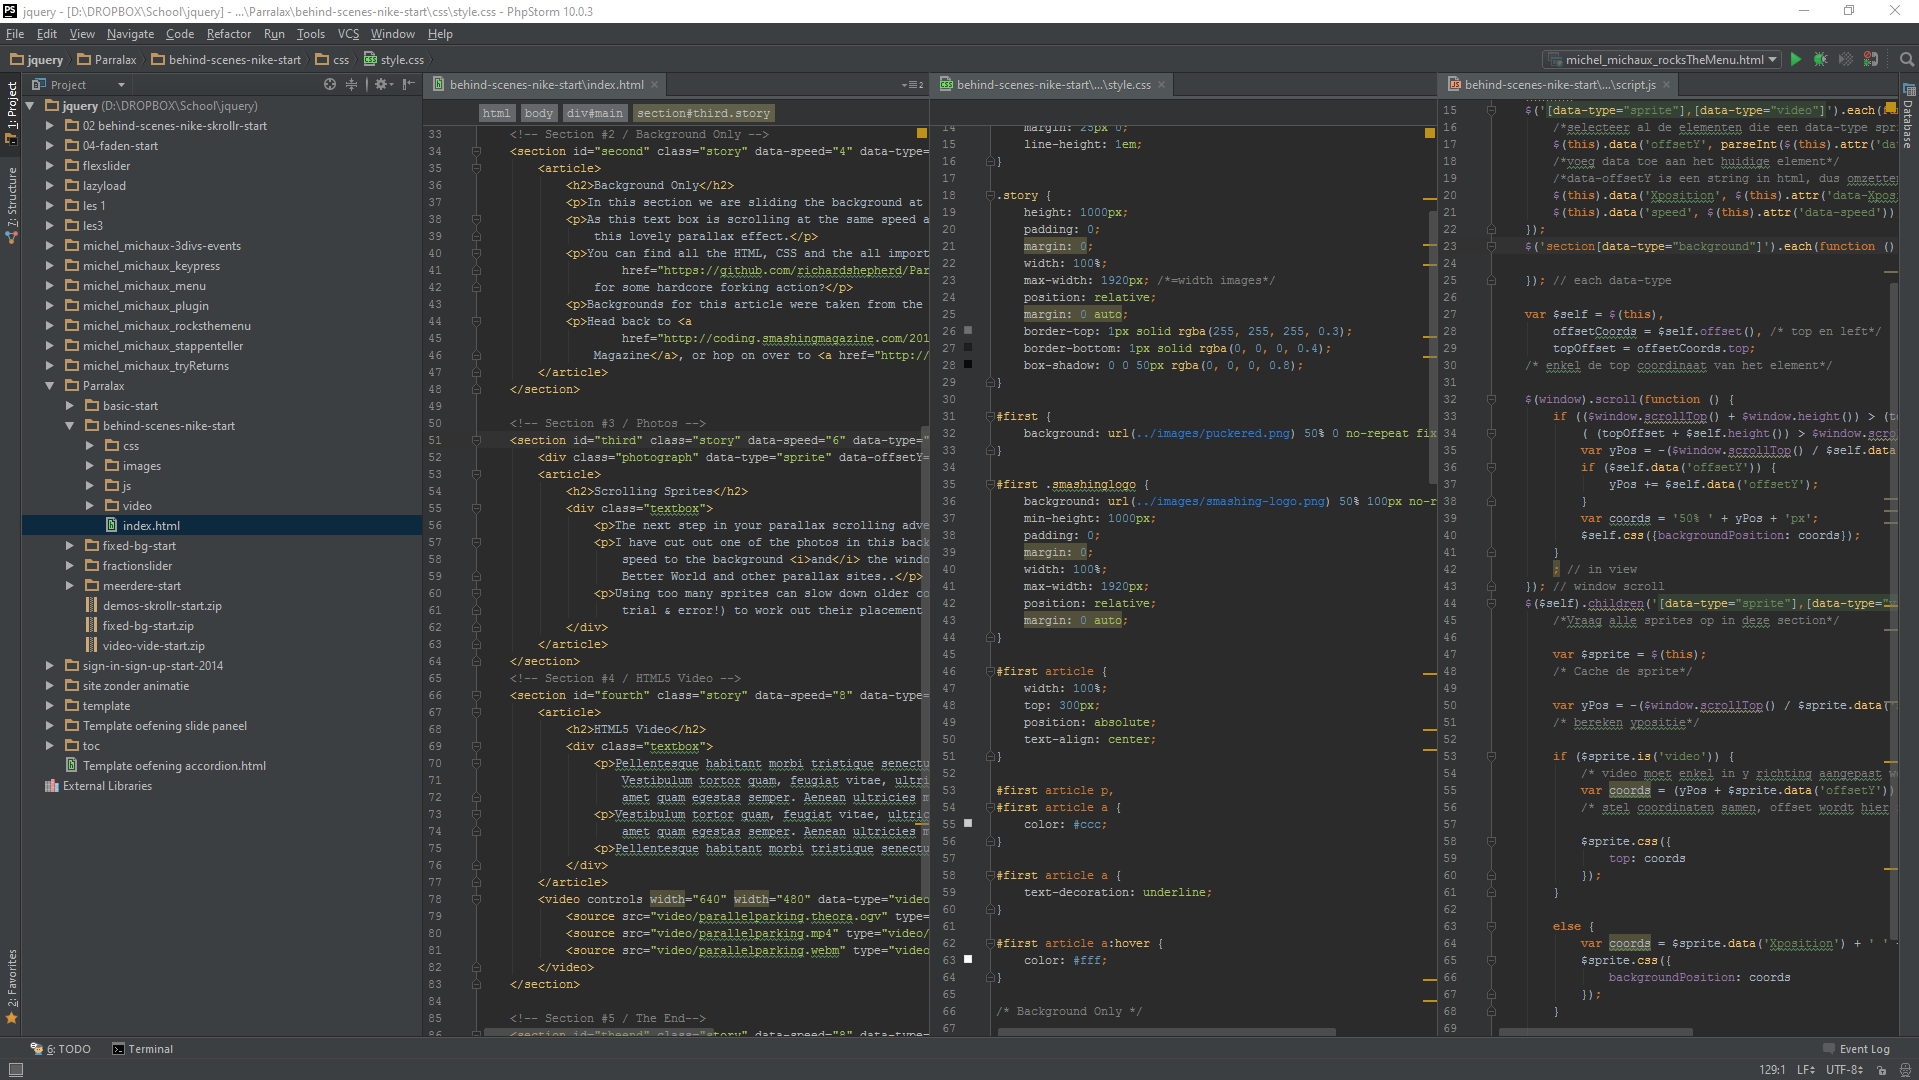 jquery - [D:\DROPBOX\School\jquery] - ...\Parralax\behind-scenes-nike-start\css\style.css - PhpStorm 10.0.3
File Edit View Navigate Code Refactor Run Tools VCS Window Help
jquery Parralax behind-scenes-nike-start css style.css
michel_michaux_rocksTheMenu.html
1: Project
7: Structure
2: Favorites
Project
jquery (D:\DROPBOX\School\jquery)
02 behind-scenes-nike-skrollr-start
04-faden-start
flexslider
lazyload
les 1
les3
michel_michaux-3divs-events
michel_michaux_keypress
michel_michaux_menu
michel_michaux_plugin
michel_michaux_rocksthemenu
michel_michaux_stappenteller
michel_michaux_tryReturns
Parralax
basic-start
behind-scenes-nike-start
css
images
js
video
index.html
fixed-bg-start
fractionslider
meerdere-start
demos-skrollr-start.zip
fixed-bg-start.zip
video-vide-start.zip
sign-in-sign-up-start-2014
site zonder animatie
template
Template oefening slide paneel
toc
Template oefening accordion.html
External Libraries
behind-scenes-nike-start\index.html
html body div#main section#third.story
33 <!-- Section #2 / Background Only -->
34 <section id="second" class="story" data-speed="4" data-type=
35 <article>
36 <h2>Background Only</h2>
37 <p>In this section we are sliding the background at
38 <p>As this text box is scrolling at the same speed a
39 this lovely parallax effect.</p>
40 <p>You can find all the HTML, CSS and the all import
41 href="https://github.com/richardshepherd/Par
42 for some hardcore forking action?</p>
43 <p>Backgrounds for this article were taken from the
44 <p>Head back to <a
45 href="http://coding.smashingmagazine.com/201
46 Magazine</a>, or hop on over to <a href="http://
47 </article>
48 </section>
49
50 <!-- Section #3 / Photos -->
51 <section id="third" class="story" data-speed="6" data-type="
52 <div class="photograph" data-type="sprite" data-offsetY=
53 <article>
54 <h2>Scrolling Sprites</h2>
55 <div class="textbox">
56 <p>The next step in your parallax scrolling adve
57 <p>I have cut out one of the photos in this back
58 speed to the background <i>and</i> the windo
59 Better World and other parallax sites..</p>
60 <p>Using too many sprites can slow down older co
61 trial & error!) to work out their placement
62 </div>
63 </article>
64 </section>
65 <!-- Section #4 / HTML5 Video -->
66 <section id="fourth" class="story" data-speed="8" data-type=
67 <article>
68 <h2>HTML5 Video</h2>
69 <div class="textbox">
70 <p>Pellentesque habitant morbi tristique senectu
71 Vestibulum tortor quam, feugiat vitae, ultri
72 amet quam egestas semper. Aenean ultricies m
73 <p>Vestibulum tortor quam, feugiat vitae, ultric
74 amet quam egestas semper. Aenean ultricies m
75 <p>Pellentesque habitant morbi tristique senectu
76 </div>
77 </article>
78 <video controls width="640" width="480" data-type="video
79 <source src="video/parallelparking.theora.ogv" type=
80 <source src="video/parallelparking.mp4" type="video/
81 <source src="video/parallelparking.webm" type="video
82 </video>
83 </section>
84
85 <!-- Section #5 / The End-->
86 <section id="theend" class="story" data-speed="8" data-type=
behind-scenes-nike-start\...\style.css
14 margin: 25px 0;
15 line-height: 1em;
16 }
17
18 .story {
19 height: 1000px;
20 padding: 0;
21 margin: 0;
22 width: 100%;
23 max-width: 1920px; /*=width images*/
24 position: relative;
25 margin: 0 auto;
26 border-top: 1px solid rgba(255, 255, 255, 0.3);
27 border-bottom: 1px solid rgba(0, 0, 0, 0.4);
28 box-shadow: 0 0 50px rgba(0, 0, 0, 0.8);
29 }
30
31 #first {
32 background: url(../images/puckered.png) 50% 0 no-repeat fix
33 }
34
35 #first .smashinglogo {
36 background: url(../images/smashing-logo.png) 50% 100px no-r
37 min-height: 1000px;
38 padding: 0;
39 margin: 0;
40 width: 100%;
41 max-width: 1920px;
42 position: relative;
43 margin: 0 auto;
44 }
45
46 #first article {
47 width: 100%;
48 top: 300px;
49 position: absolute;
50 text-align: center;
51 }
52
53 #first article p,
54 #first article a {
55 color: #ccc;
56 }
57
58 #first article a {
59 text-decoration: underline;
60 }
61
62 #first article a:hover {
63 color: #fff;
64 }
65
66 /* Background Only */
67
behind-scenes-nike-start\...\script.js
15 $('[data-type="sprite"],[data-type="video"]').each(f
16 /*selecteer al de elementen die een data-type spr
17 $(this).data('offsetY', parseInt($(this).attr('da
18 /*voeg data toe aan het huidige element*/
19 /*data-offsetY is een string in html, dus omzetten
20 $(this).data('Xposition', $(this).attr('data-Xpos
21 $(this).data('speed', $(this).attr('data-speed'))
22 });
23 $('section[data-type="background"]').each(function ()
24
25 }); // each data-type
26
27 var $self = $(this),
28 offsetCoords = $self.offset(), /* top en left*/
29 topOffset = offsetCoords.top;
30 /* enkel de top coordinaat van het element*/
31
32 $(window).scroll(function () {
33 if (($window.scrollTop() + $window.height()) > (to
34 ( (topOffset + $self.height()) > $window.scro
35 var yPos = -($window.scrollTop() / $self.data
36 if ($self.data('offsetY')) {
37 yPos += $self.data('offsetY');
38 }
39 var coords = '50% ' + yPos + 'px';
40 $self.css({backgroundPosition: coords});
41 }
42 ; // in view
43 }); // window scroll
44 $($self).children('[data-type="sprite"],[data-type="v
45 /*Vraag alle sprites op in deze section*/
46
47 var $sprite = $(this);
48 /* Cache de sprite*/
49
50 var yPos = -($window.scrollTop() / $sprite.data('
51 /* bereken ypositie*/
52
53 if ($sprite.is('video')) {
54 /* video moet enkel in y richting aangepast w
55 var coords = (yPos + $sprite.data('offsetY'))
56 /* stel coordinaten samen, offset wordt hier
57
58 $sprite.css({
59 top: coords
60 });
61 }
62
63 else {
64 var coords = $sprite.data('Xposition') + ' ' +
65 $sprite.css({
66 backgroundPosition: coords
67 });
68 }
69
Database
6: TODO Terminal Event Log
129:1 LF UTF-8